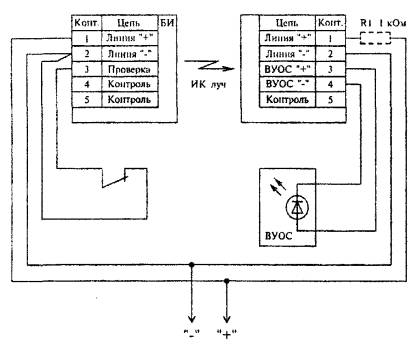 Конт. Цепь БИ
1 Линия "+"
2 Линия "-"
3 Проверка
4 Контроль
5 Контроль
ИК луч
Цепь Конт.
Линия "+" 1
Линия "-" 2
ВУОС "+" 3
ВУОС "-" 4
Контроль 5
R1 1 кОм
ВУОС
"-" "+"